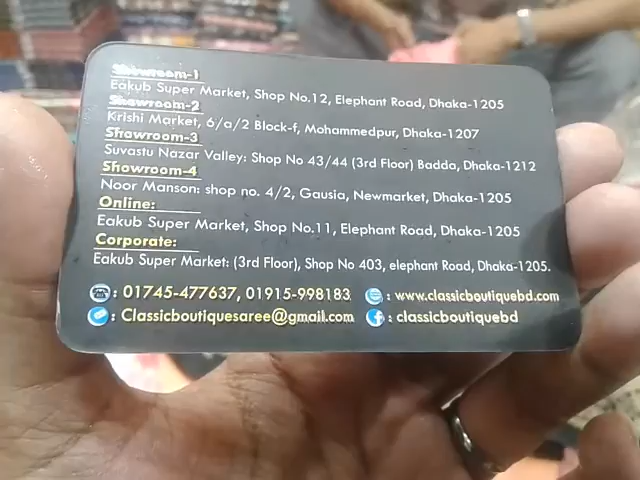 Showroom-1
Eakub Super Market, Shop No.12, Elephant Road, Dhaka-1205
Showroom-2
Krishi Market, 6/a/2 Block-f, Mohammedpur, Dhaka-1207
Showroom-3
Suvastu Nazar Valley: Shop No 43/44 (3rd Floor) Badda, Dhaka-1212
Showroom-4
Noor Manson: shop no. 4/2, Gausia, Newmarket, Dhaka-1205
Online:
Eakub Super Market, Shop No.11, Elephant Road, Dhaka-1205
Corporate:
Eakub Super Market: (3rd Floor), Shop No 403, elephant Road, Dhaka-1205.
: 01745-477637, 01915-998183 : www.classicboutiquebd.com
: Classicboutiquesaree@gmail.com f : classicboutiquebd